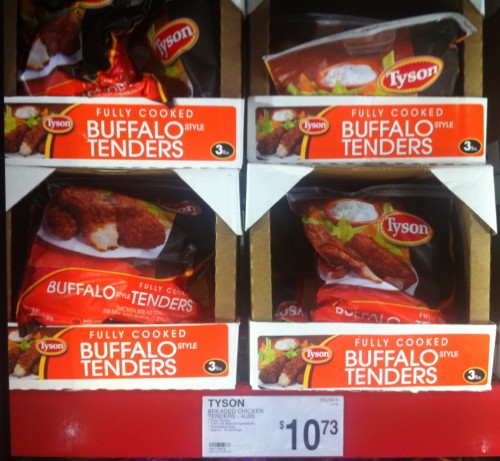 Tyson
Tyson
FULLY COOKED
Tyson
BUFFALO STYLE
TENDERS
3
FULLY COOKED
Tyson
BUFFALO STYLE
TENDERS
3
Tyson
FULLY
BUFFALO STYLE TENDERS
FULLY COOKED
Tyson
BUFFALO STYLE
TENDERS
3
FULLY COOKED
Tyson
BUFFALO STYLE
TENDERS
3
TYSON
BREADED CHICKEN
TENDERS - 4LBS
$10.73